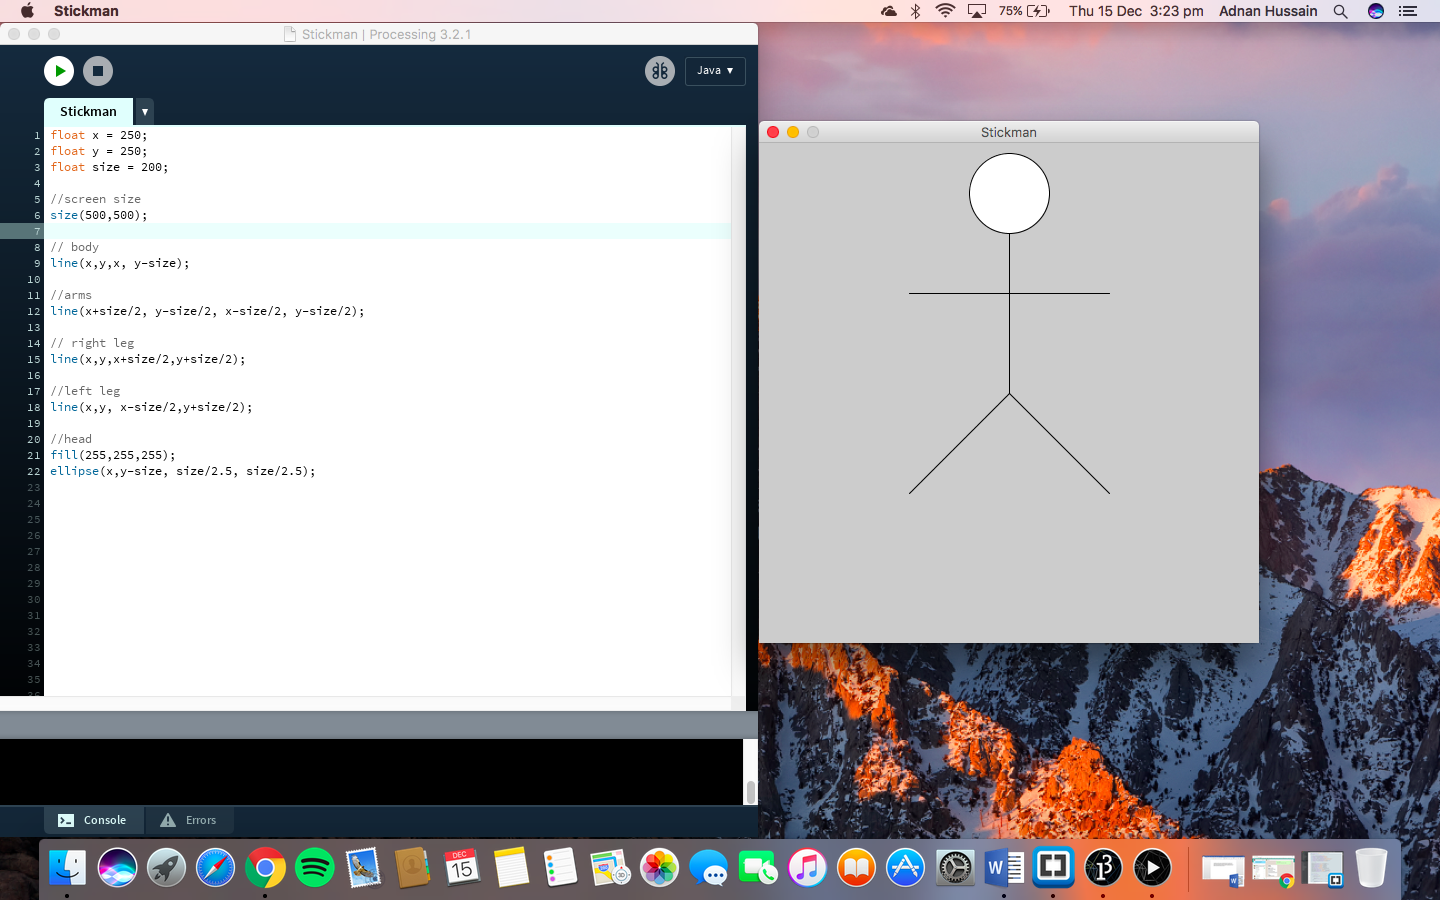 Stickman
75%
Thu 15 Dec 3:23 pm
Adnan Hussain
Stickman | Processing 3.2.1
Java ▾
Stickman ▾
1 float x = 250;
2 float y = 250;
3 float size = 200;
4
5 //screen size
6 size(500,500);
7
8 // body
9 line(x,y,x, y-size);
10
11 //arms
12 line(x+size/2, y-size/2, x-size/2, y-size/2);
13
14 // right leg
15 line(x,y,x+size/2,y+size/2);
16
17 //left leg
18 line(x,y, x-size/2,y+size/2);
19
20 //head
21 fill(255,255,255);
22 ellipse(x,y-size, size/2.5, size/2.5);
23
24
25
26
27
28
29
30
31
32
33
34
35
36
Console
Errors
Stickman
DEC
15
3D
W
3
W